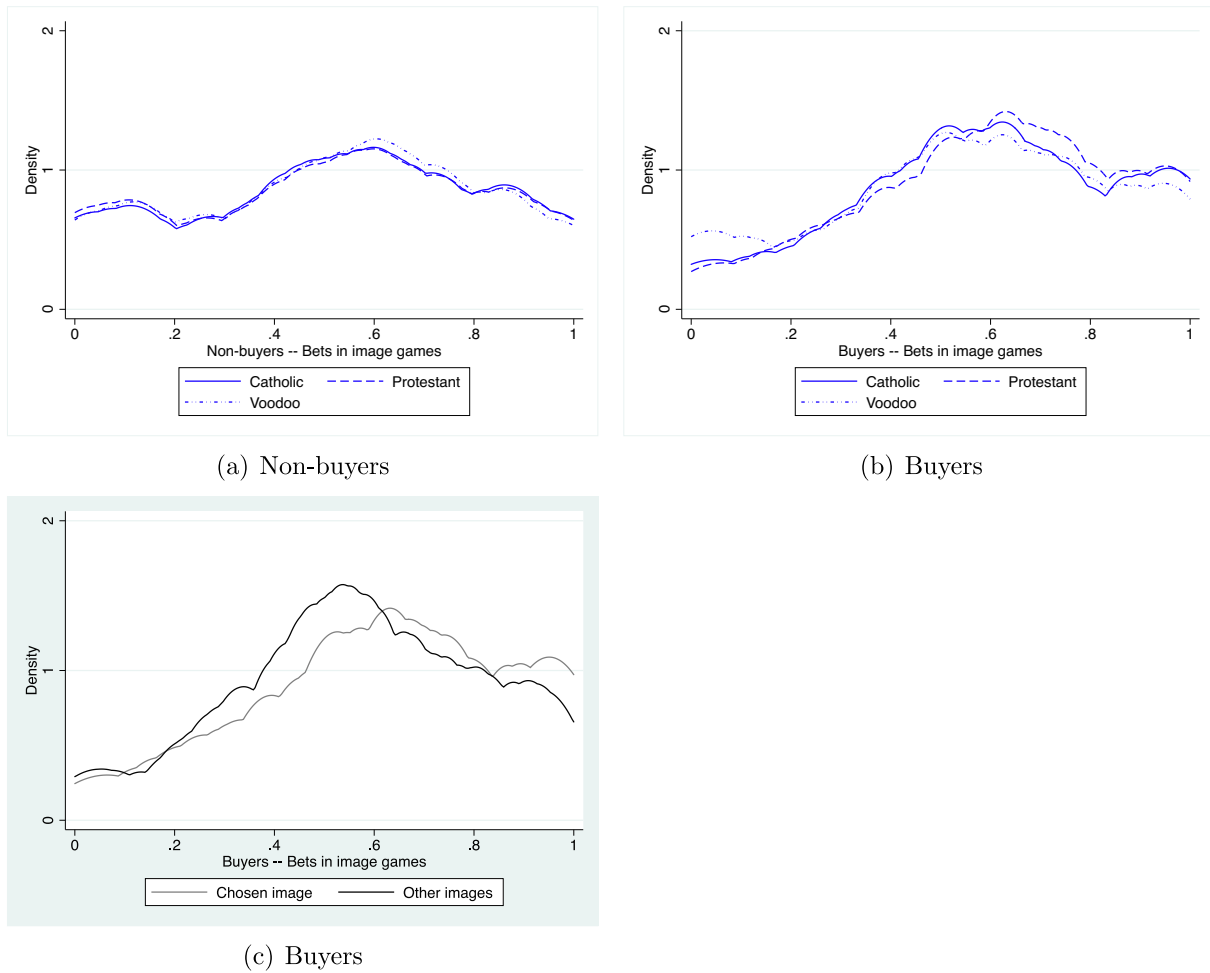 2
1
0
Density
0 .2 .4 .6 .8 1
Non-buyers -- Bets in image games
Catholic Protestant
Voodoo
(a) Non-buyers
2
1
0
Density
0 .2 .4 .6 .8 1
Buyers -- Bets in image games
Catholic Protestant
Voodoo
(b) Buyers
2
1
0
Density
0 .2 .4 .6 .8 1
Buyers -- Bets in image games
Chosen image Other images
(c) Buyers